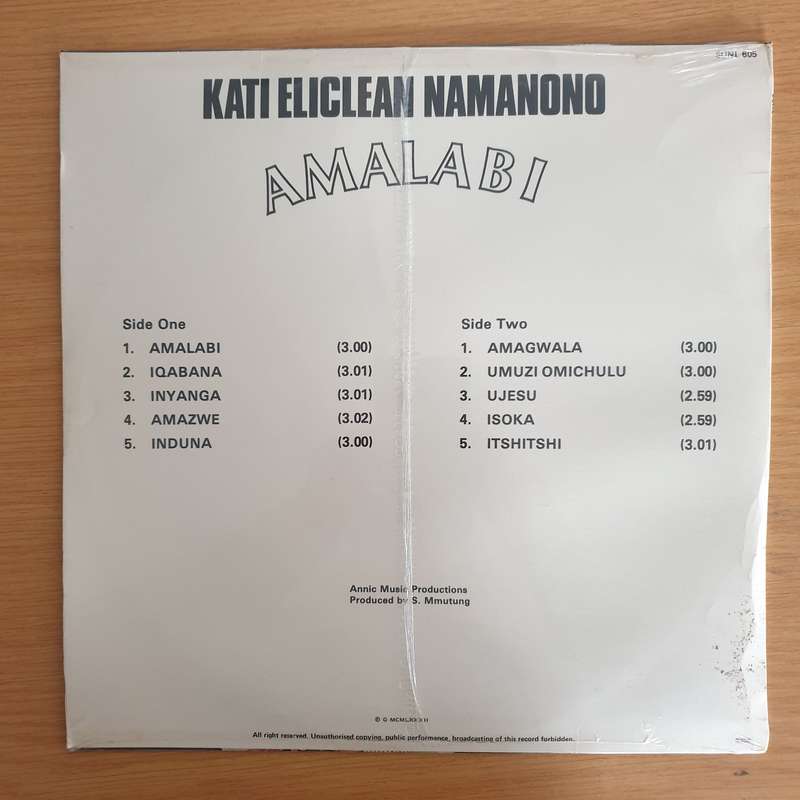 605
KATI ELICLEAN NAMANONO
AMALABI
Side One
1. AMALABI (3.00)
2. IQABANA (3.01)
3. INYANGA (3.01)
4. AMAZWE (3.02)
5. INDUNA (3.00)
Side Two
1. AMAGWALA (3.00)
2. UMUZI OMICHULU (3.00)
3. UJESU (2.59)
4. ISOKA (2.59)
5. ITSHITSHI (3.01)
Annic Music Productions
Produced by S. Mmutung
All right reserved. Unauthorised copying, public performance, broadcasting of this record forbidden.